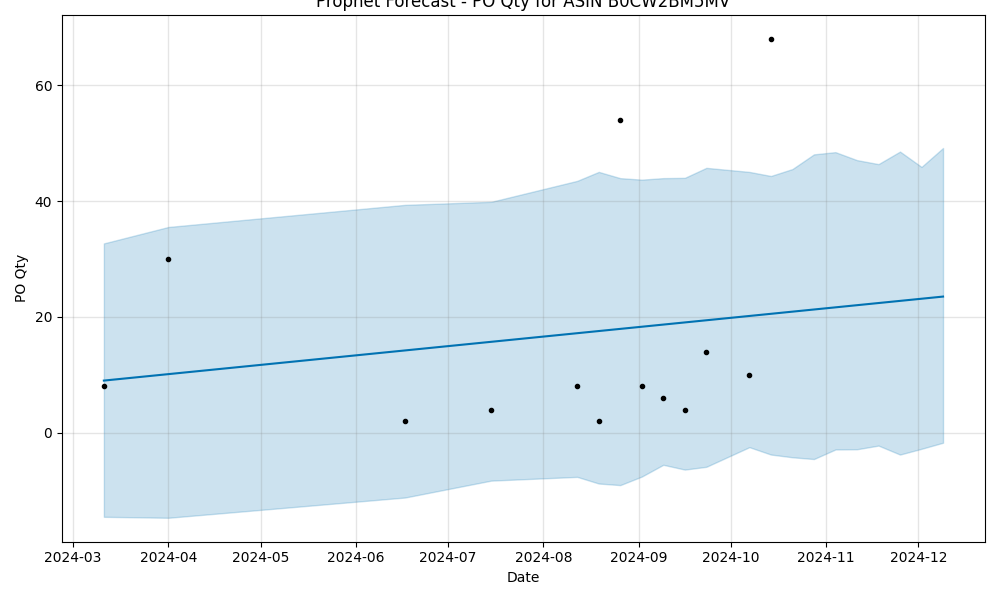 Prophet Forecast - PO Qty for ASIN B0CW2BM5MV
60
40
20
0
PO Qty
2024-03 2024-04 2024-05 2024-06 2024-07 2024-08 2024-09 2024-10 2024-11 2024-12
Date